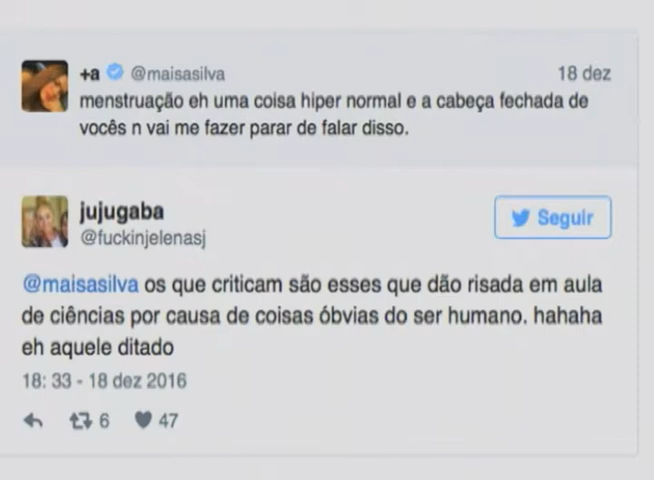 +a @maisasilva 18 dez
menstruação eh uma coisa hiper normal e a cabeça fechada de
vocês n vai me fazer parar de falar disso.
jujugaba Seguir
@fuckinjelenasj
@maisasilva os que criticam são esses que dão risada em aula
de ciências por causa de coisas óbvias do ser humano. hahaha
eh aquele ditado
18: 33 - 18 dez 2016
6 47